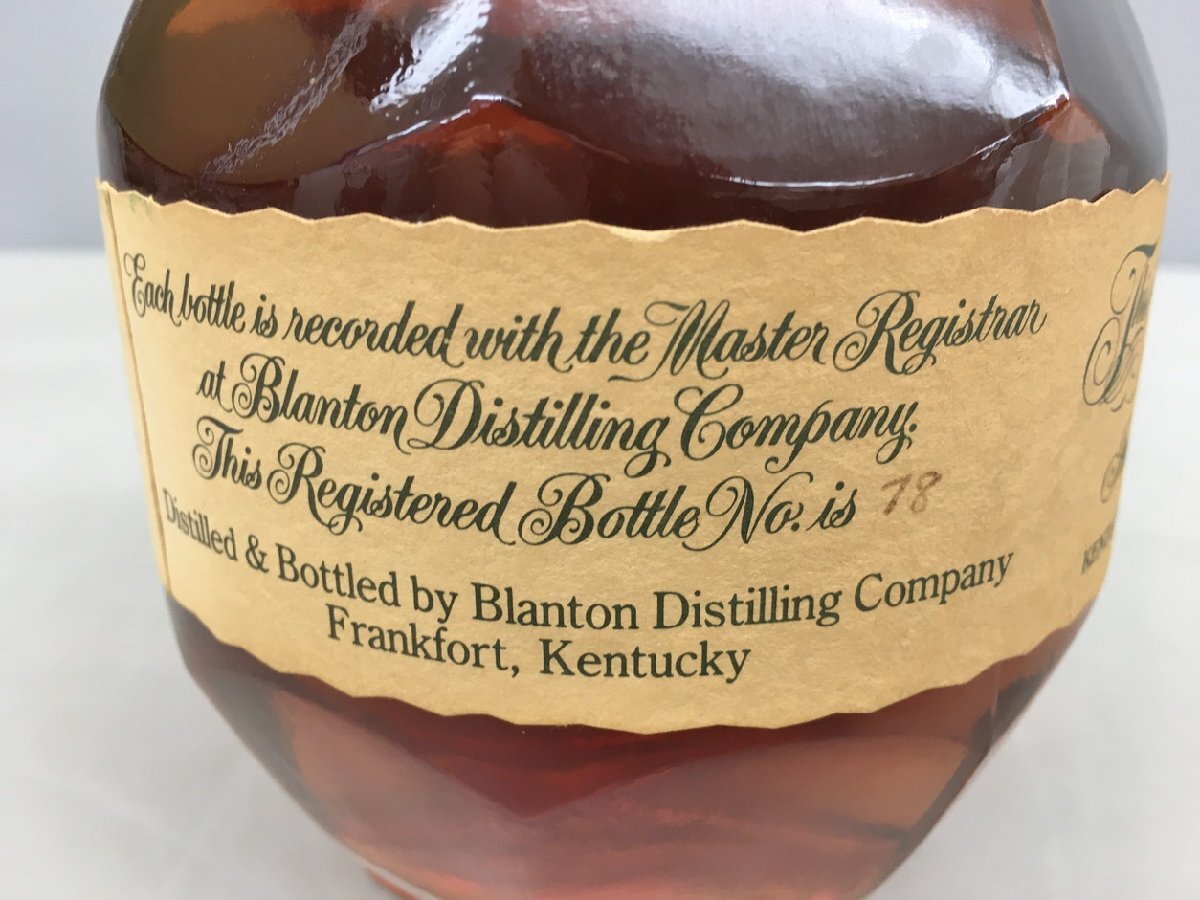 Each bottle is recorded with the Master Registrar
at Blanton Distilling Company.
This Registered Bottle No. is 78
Distilled & Bottled by Blanton Distilling Company
Frankfort, Kentucky